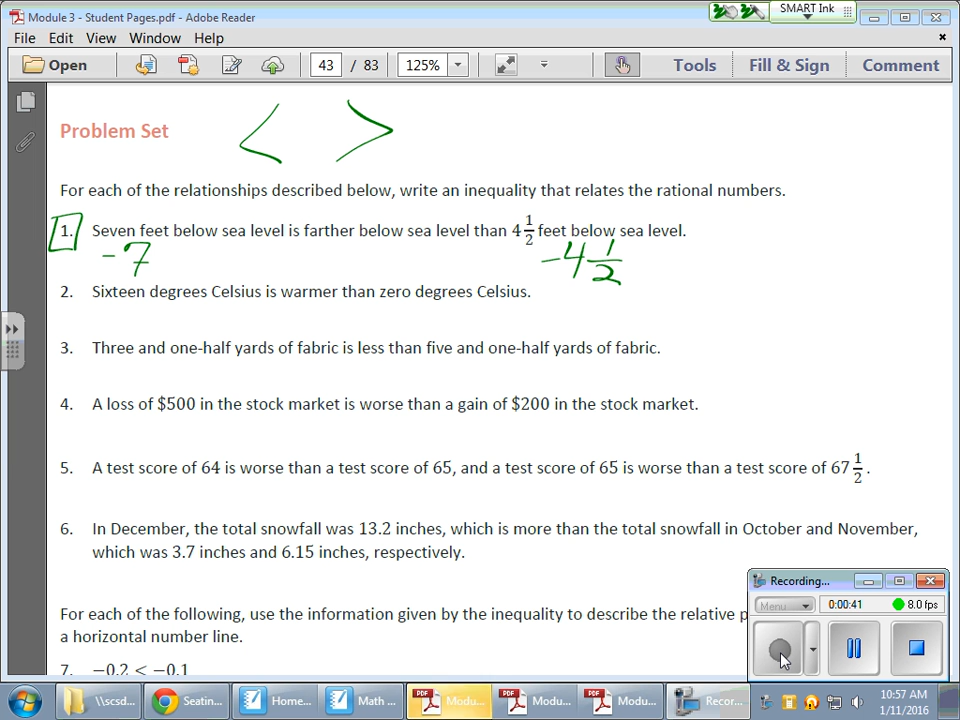 Module 3 - Student Pages.pdf - Adobe Reader
SMART Ink
File Edit View Window Help
Open 43 / 83 125% Tools Fill & Sign Comment
Problem Set
< >
For each of the relationships described below, write an inequality that relates the rational numbers.
1. Seven feet below sea level is farther below sea level than 4 1/2 feet below sea level.
-7 -4 1/2
2. Sixteen degrees Celsius is warmer than zero degrees Celsius.
3. Three and one-half yards of fabric is less than five and one-half yards of fabric.
4. A loss of $500 in the stock market is worse than a gain of $200 in the stock market.
5. A test score of 64 is worse than a test score of 65, and a test score of 65 is worse than a test score of 67 1/2.
6. In December, the total snowfall was 13.2 inches, which is more than the total snowfall in October and November,
which was 3.7 inches and 6.15 inches, respectively.
For each of the following, use the information given by the inequality to describe the relative p
a horizontal number line.
7. −0.2 < −0.1
Recording...
Menu 0:00:41 8.0 fps
\\scsd... Seatin... Home... Math ... Modu... Modu... Modu... Recor...
10:57 AM
1/11/2016